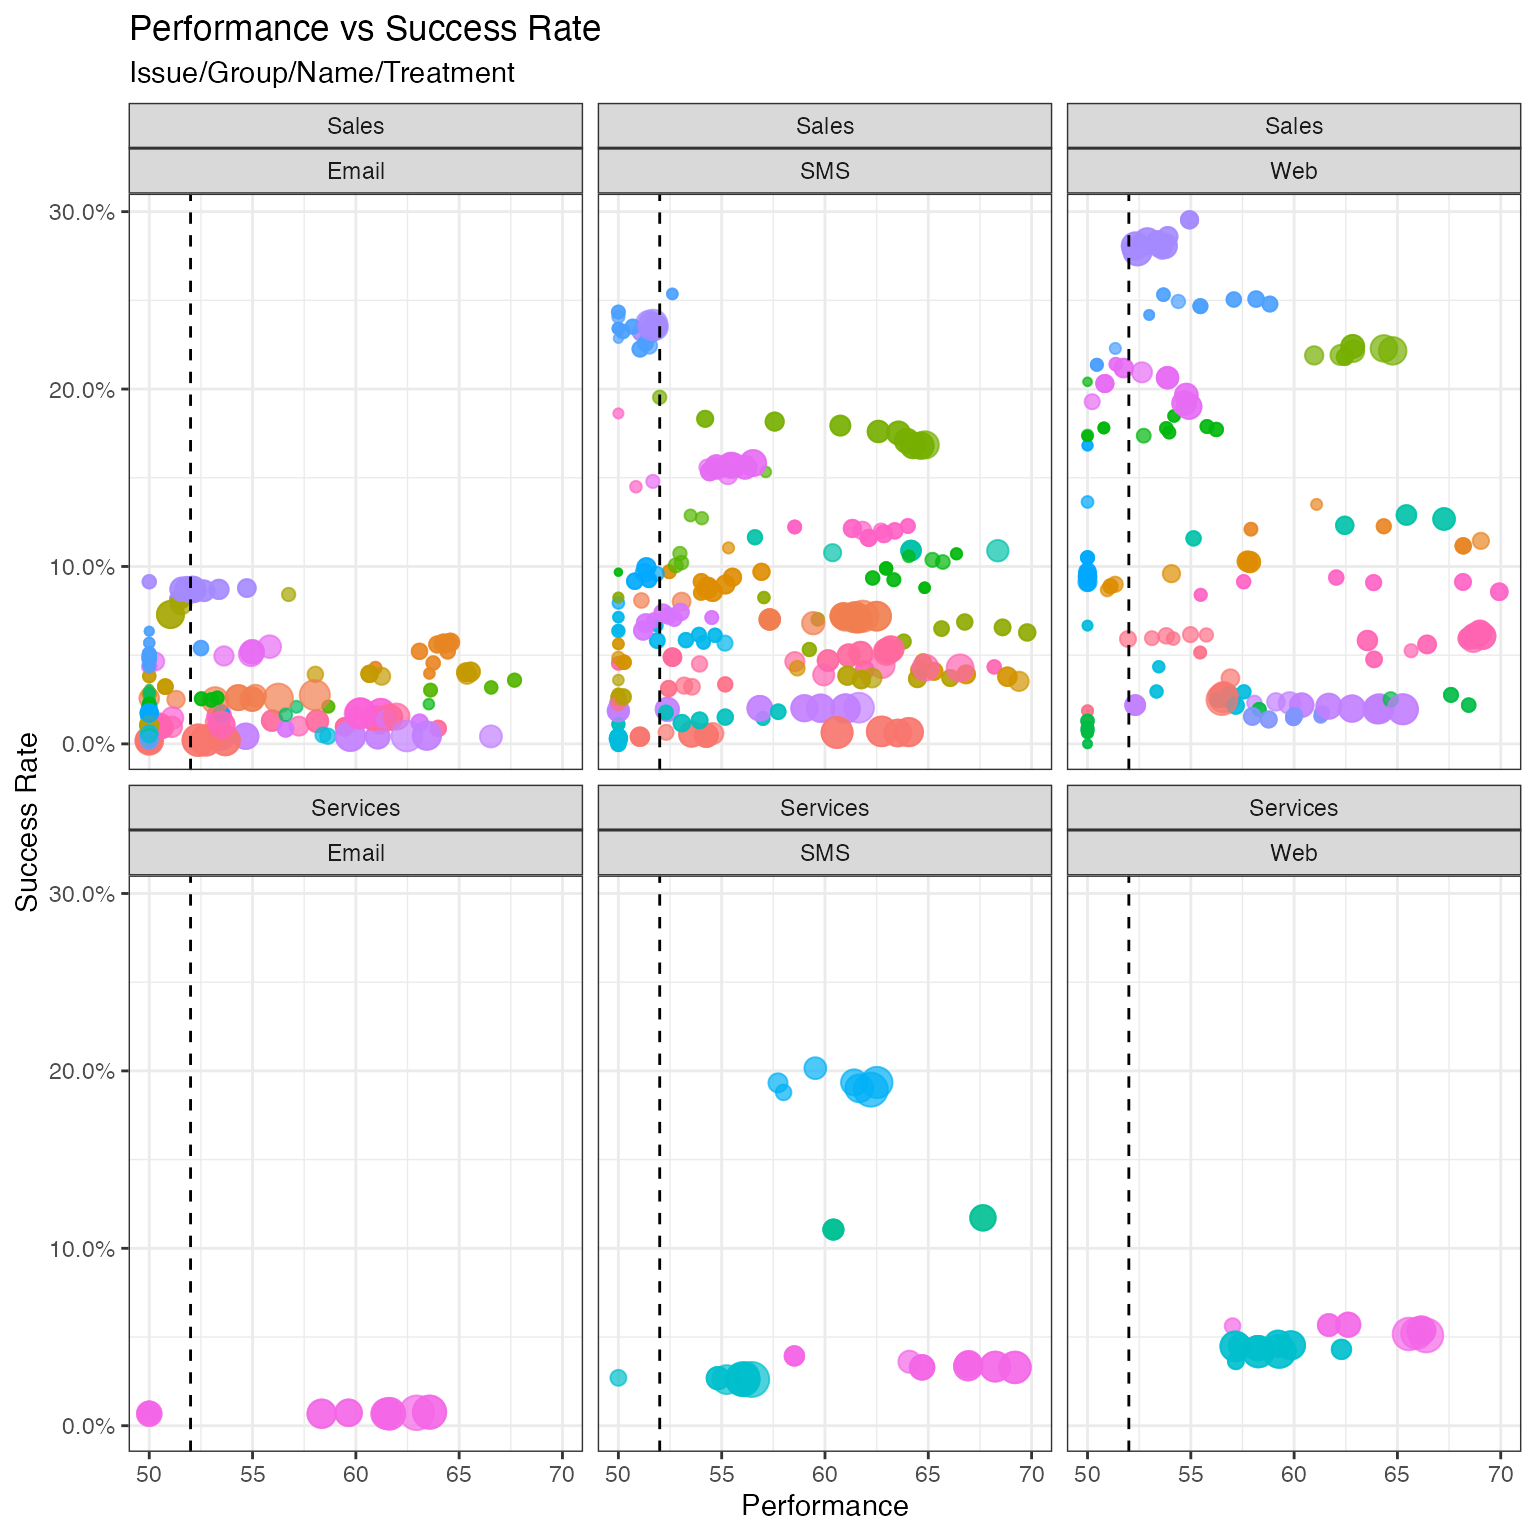 Performance vs Success Rate
Issue/Group/Name/Treatment
Sales
Sales
Sales
Email
SMS
Web
30.0%
20.0%
10.0%
0.0%
Services
Services
Services
Email
SMS
Web
30.0%
20.0%
10.0%
0.0%
Success Rate
50 55 60 65 70
50 55 60 65 70
50 55 60 65 70
Performance